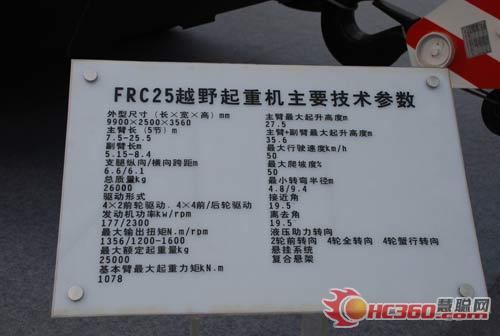 FRC25越野起重机主要技术参数
外型尺寸（长×宽×高）mm
9900×2500×3560
主臂长（5节）m
7.5-25.5
副臂长m
5.15-8.4
支腿纵向/横向跨距m
6.6/6.1
总质量kg
26000
驱动形式
4×2前轮驱动、4×4前/后轮驱动
发动机功率kw/rpm
177/2300
最大输出扭矩N.m/rpm
1356/1200-1600
最大额定起重量kg
25000
基本臂最大起重力矩kN.m
1078
主臂最大起升高度m
27.5
主臂+副臂最大起升高度m
35.6
最大行驶速度km/h
50
最大爬坡度%
50
最小转弯半径m
4.8/9.4
接近角
19.5
离去角
19.5
液压助力转向
2轮前转向 4轮全转向 4轮蟹行转向
悬挂系统
复合悬架
HC360.com慧聪网